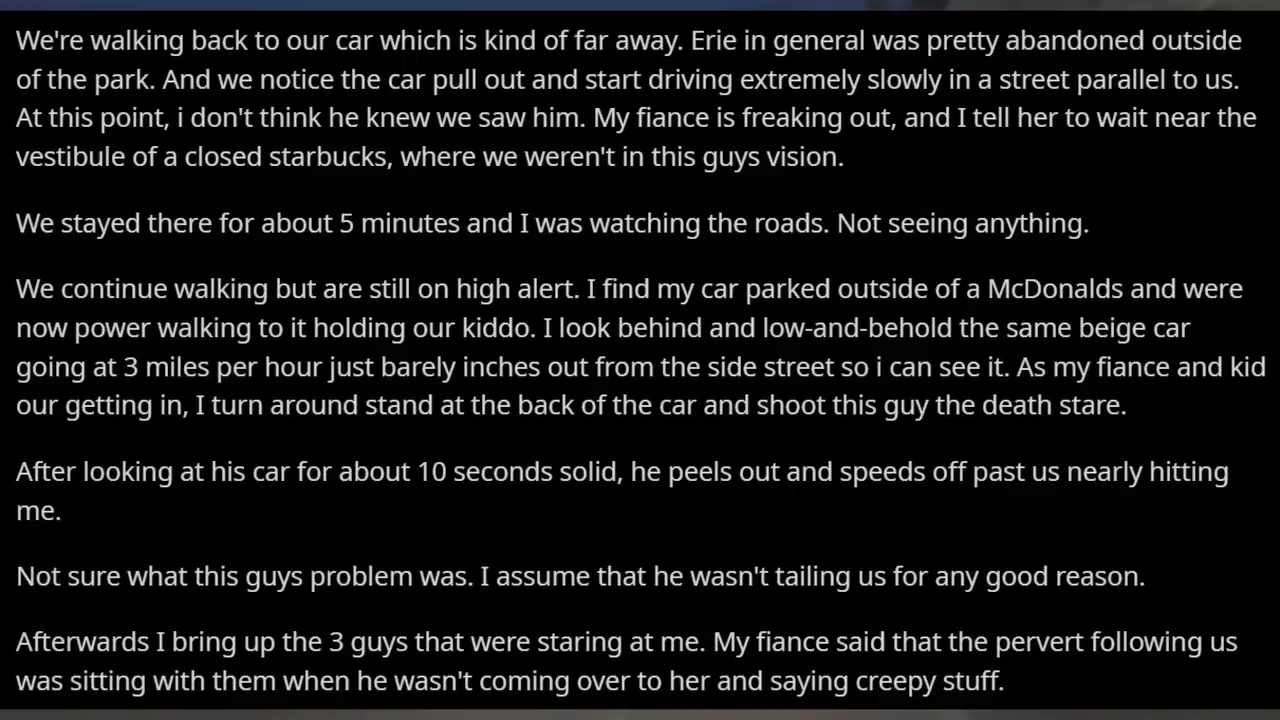 We're walking back to our car which is kind of far away. Erie in general was pretty abandoned outside
of the park. And we notice the car pull out and start driving extremely slowly in a street parallel to us.
At this point, i don't think he knew we saw him. My fiance is freaking out, and I tell her to wait near the
vestibule of a closed starbucks, where we weren't in this guys vision.
We stayed there for about 5 minutes and I was watching the roads. Not seeing anything.
We continue walking but are still on high alert. I find my car parked outside of a McDonalds and were
now power walking to it holding our kiddo. I look behind and low-and-behold the same beige car
going at 3 miles per hour just barely inches out from the side street so i can see it. As my fiance and kid
our getting in, I turn around stand at the back of the car and shoot this guy the death stare.
After looking at his car for about 10 seconds solid, he peels out and speeds off past us nearly hitting
me.
Not sure what this guys problem was. I assume that he wasn't tailing us for any good reason.
Afterwards I bring up the 3 guys that were staring at me. My fiance said that the pervert following us
was sitting with them when he wasn't coming over to her and saying creepy stuff.